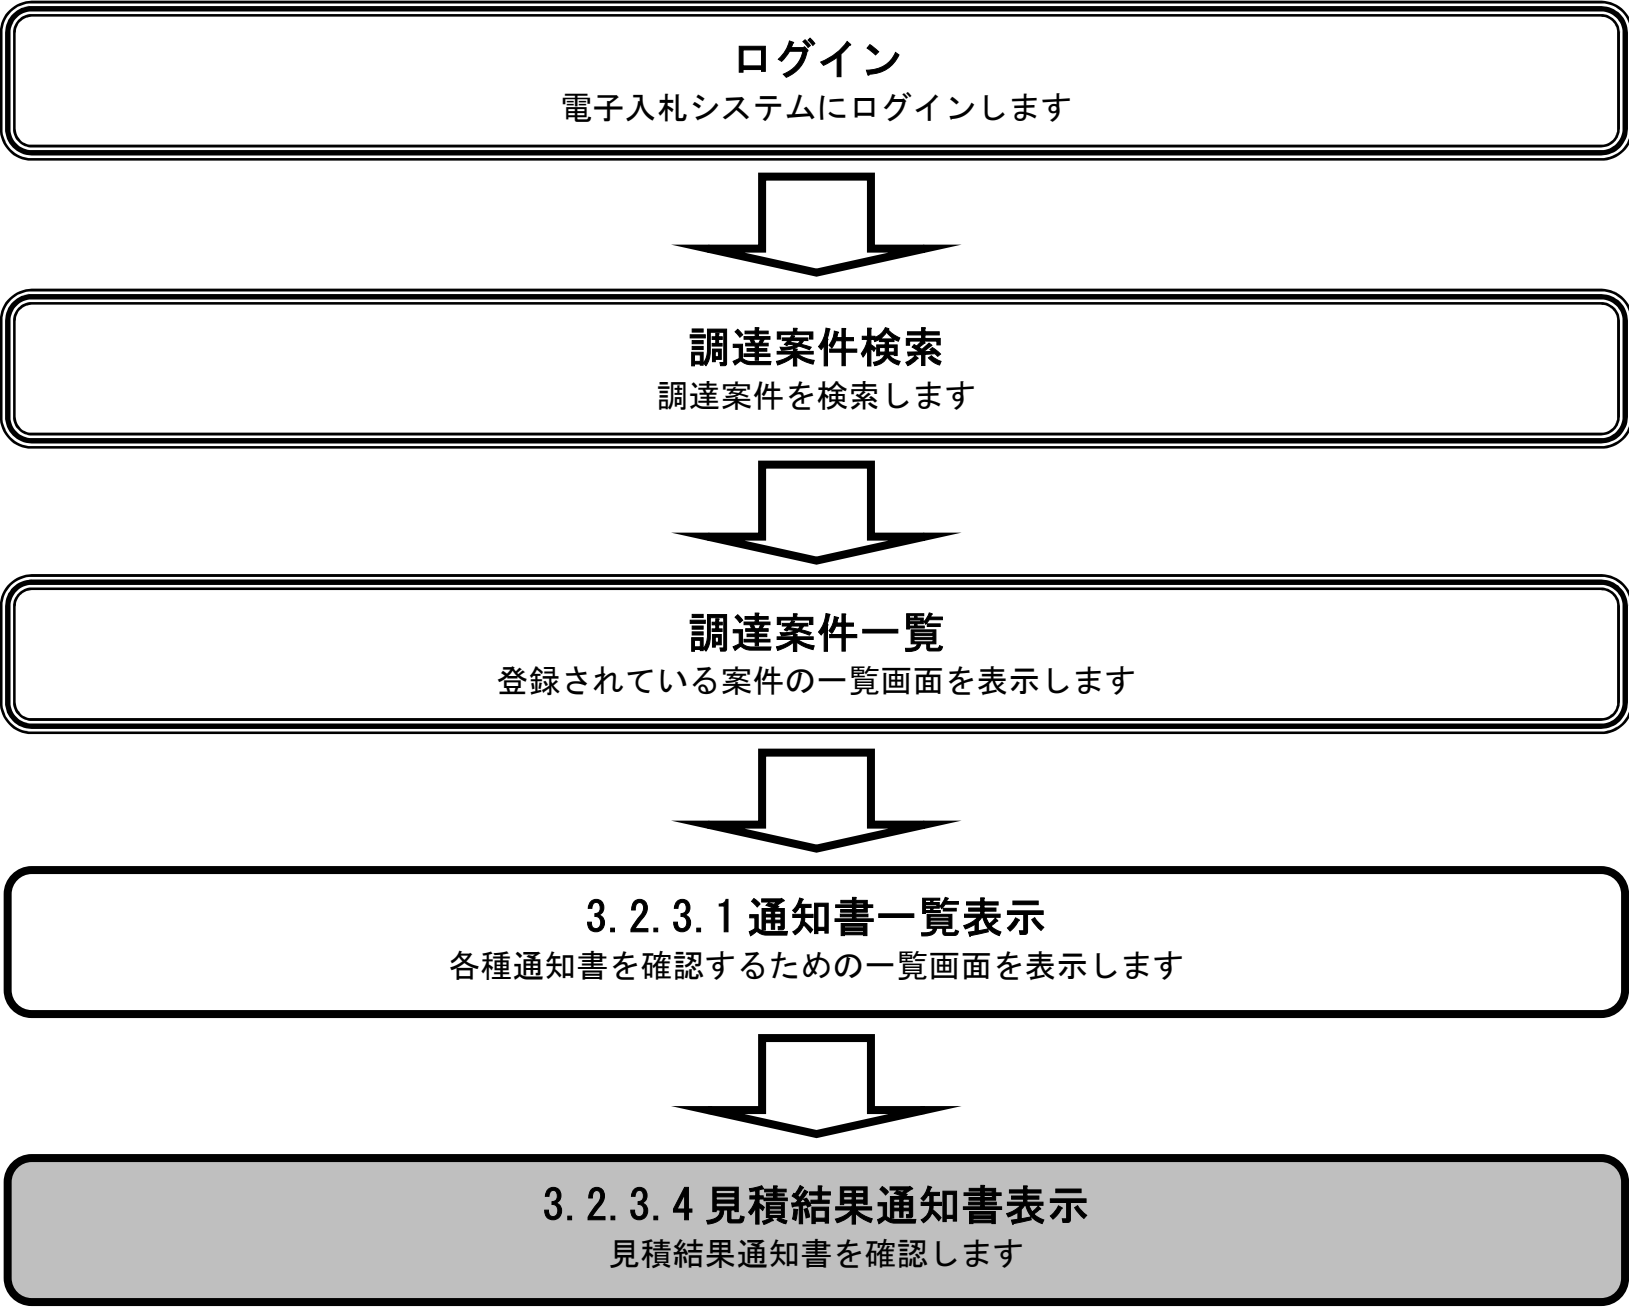 ログイン
電子入札システムにログインします
調達案件検索
調達案件を検索します
調達案件一覧
登録されている案件の一覧画面を表示します
3.2.3.1 通知書一覧表示
各種通知書を確認するための一覧画面を表示します
3.2.3.4 見積結果通知書表示
見積結果通知書を確認します